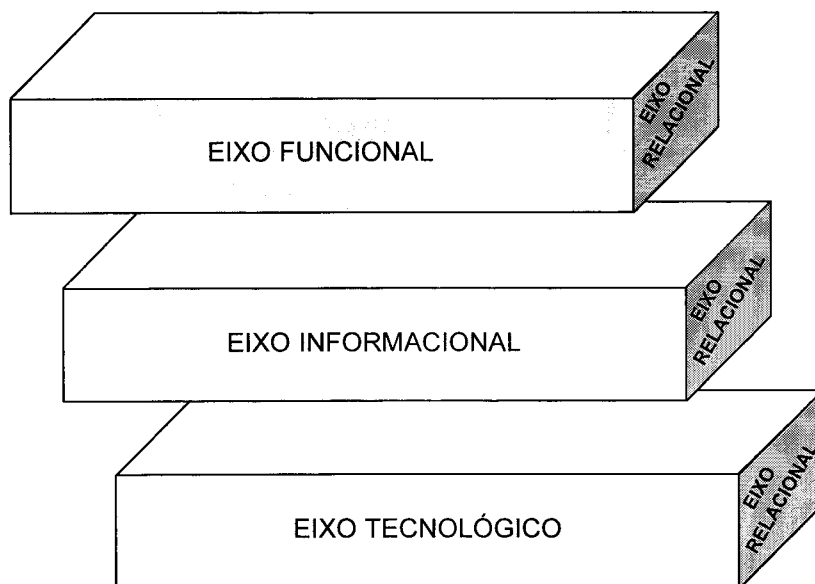 EIXO FUNCIONAL
EIXO
RELACIONAL
EIXO INFORMACIONAL
EIXO
RELACIONAL
EIXO TECNOLÓGICO
EIXO
RELACIONAL